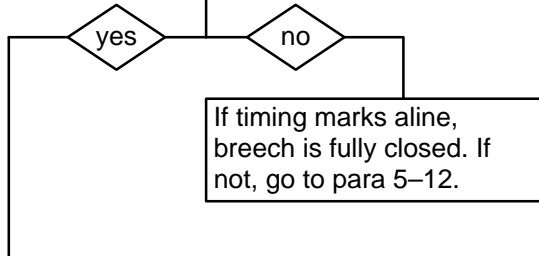 yes
no
If timing marks aline,
breech is fully closed. If
not, go to para 5–12.